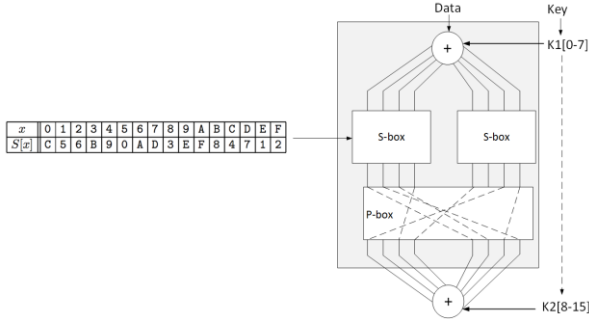 Data
Key
+
K1[0-7]
x 0 1 2 3 4 5 6 7 8 9 A B C D E F
S[x] C 5 6 B 9 0 A D 3 E F 8 4 7 1 2
S-box S-box
P-box
+
K2[8-15]